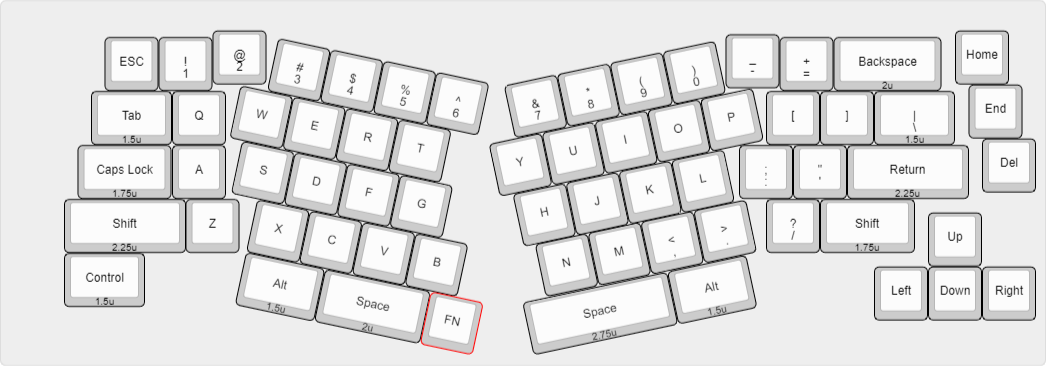 ESC
!
1
@
2
#
3
$
4
%
5
^
6
&
7
*
8
(
9
)
0
_
-
+
=
Backspace
2u
Home
Tab
1.5u
Q
W
E
R
T
Y
U
I
O
P
[
]
|
\
1.5u
End
Caps Lock
1.75u
A
S
D
F
G
H
J
K
L
:
;
"
'
Return
2.25u
Del
Shift
2.25u
Z
X
C
V
B
N
M
<
,
>
.
?
/
Shift
1.75u
Up
Control
1.5u
Alt
1.5u
Space
2u
FN
Space
2.75u
Alt
1.5u
Left
Down
Right